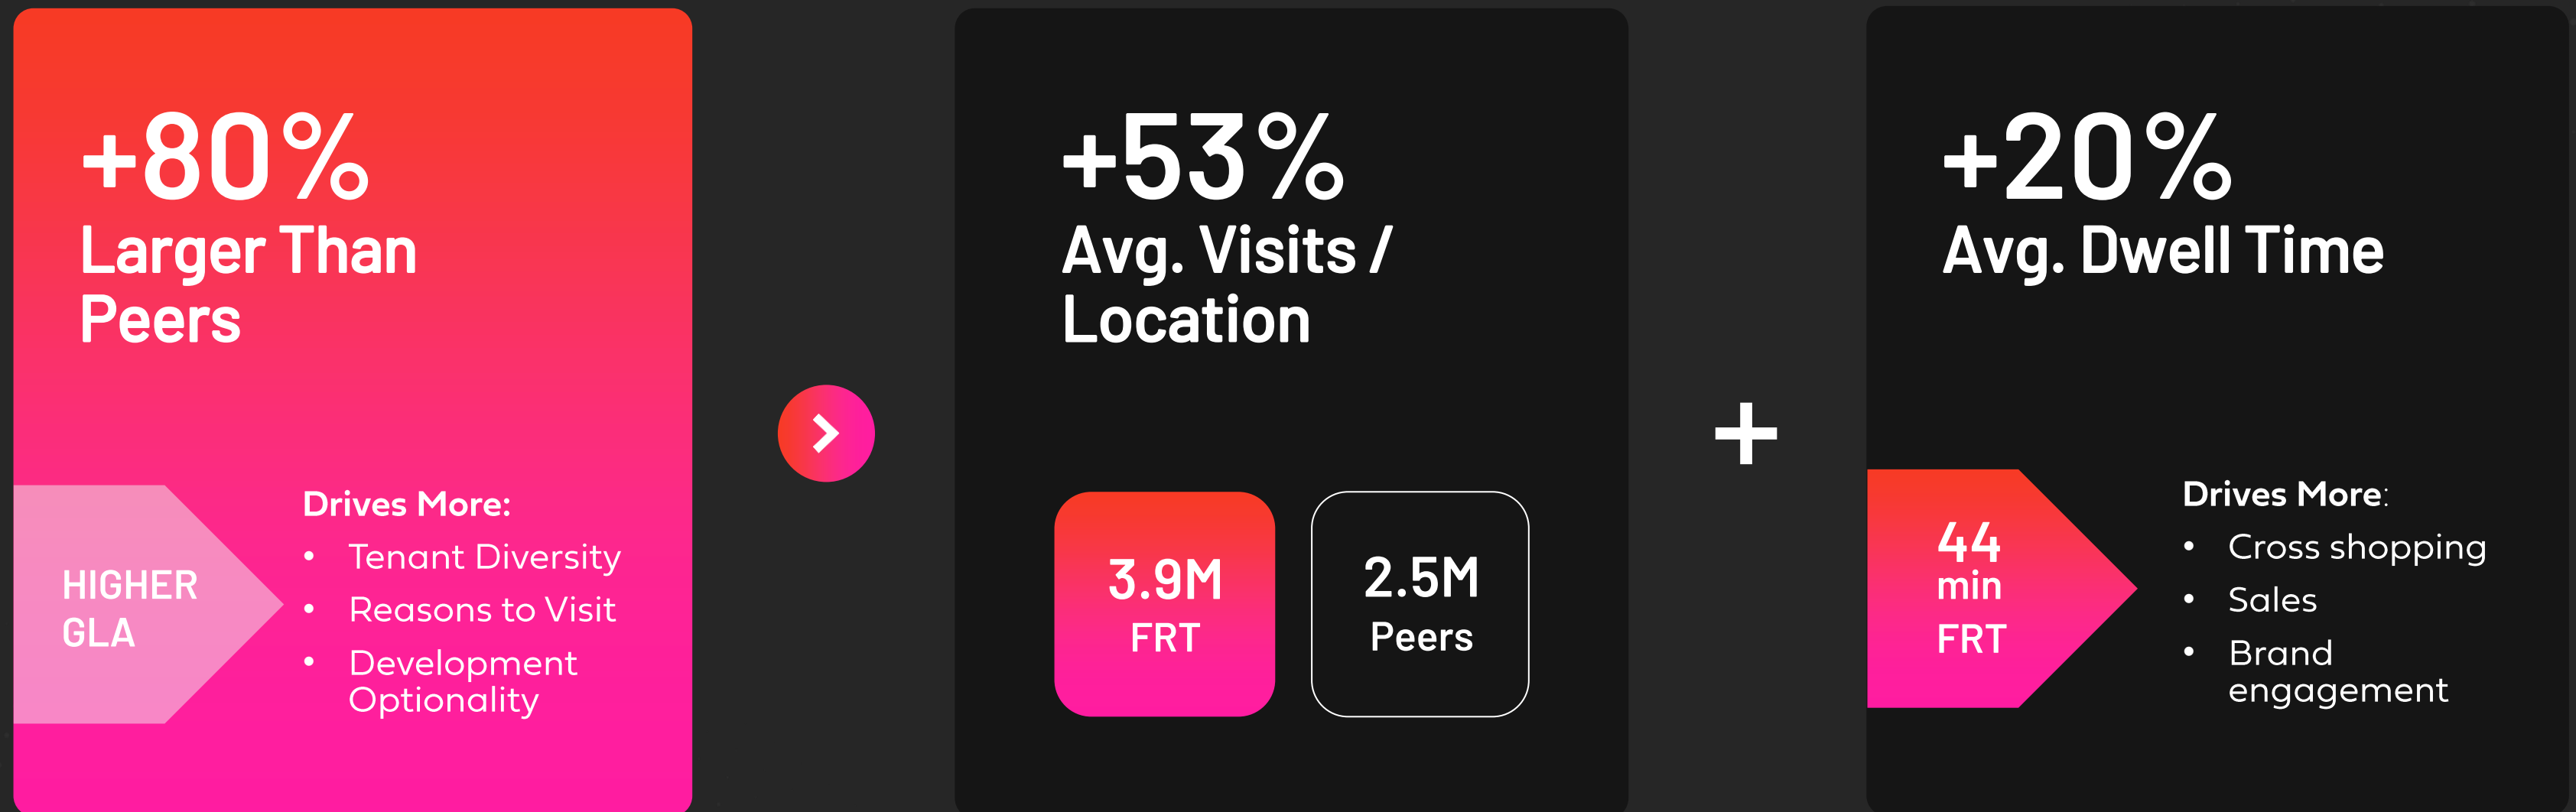 +80%
Larger Than
Peers
HIGHER
GLA
Drives More:
• Tenant Diversity
• Reasons to Visit
• Development
Optionality
+53%
Avg. Visits /
Location
3.9M
FRT
2.5M
Peers
+
+20%
Avg. Dwell Time
44
min
FRT
Drives More:
• Cross shopping
• Sales
• Brand
engagement